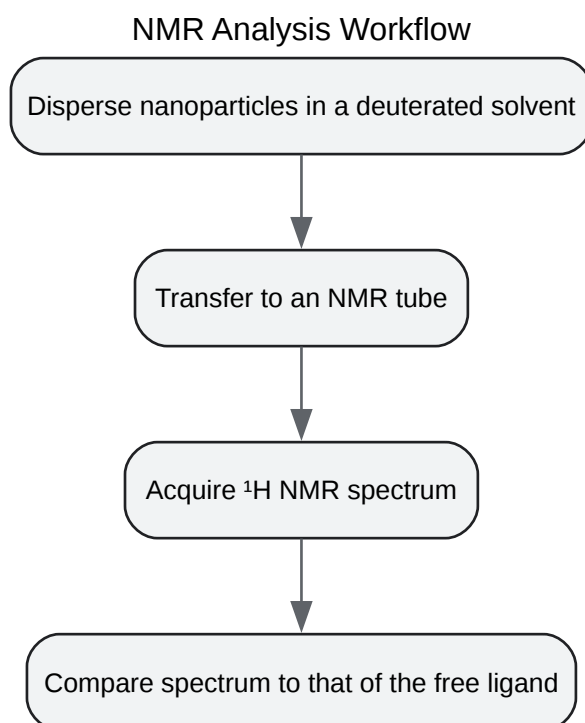 NMR Analysis Workflow
Disperse nanoparticles in a deuterated solvent
Transfer to an NMR tube
Acquire ¹H NMR spectrum
Compare spectrum to that of the free ligand